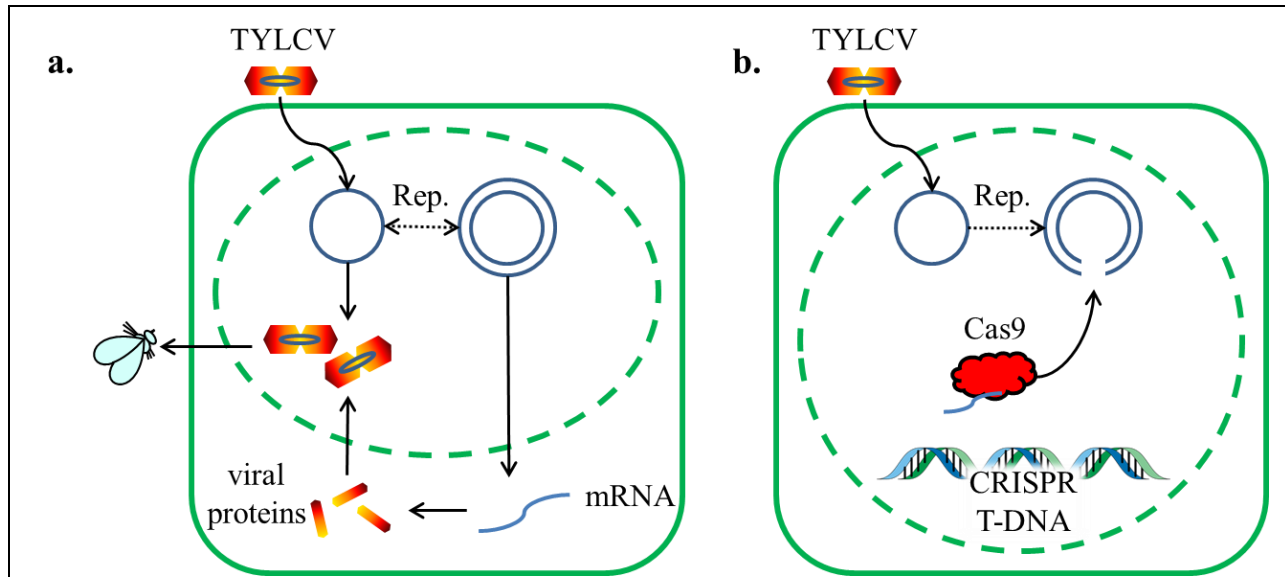 a.
TYLCV
Rep.
viral
proteins
mRNA
b.
TYLCV
Rep.
Cas9
CRISPR
T-DNA